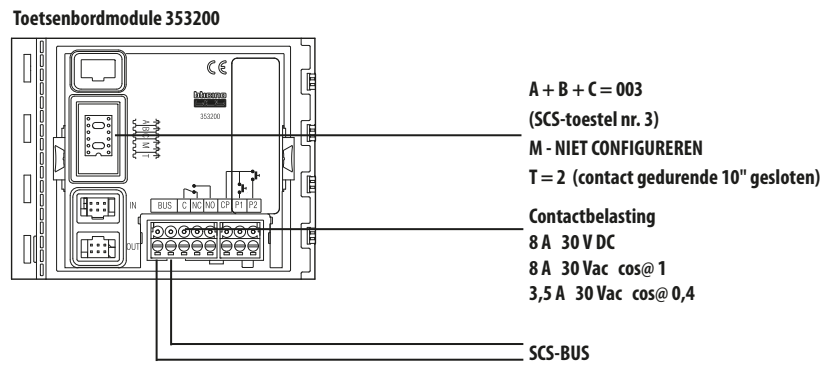 Toetsenbordmodule 353200
bticino
353200
A
B
C
M
T
IN
BUS C NC NO CP P1 P2
OUT
A + B + C = 003
(SCS-toestel nr. 3)
M - NIET CONFIGUREREN
T = 2 (contact gedurende 10" gesloten)
Contactbelasting
8 A 30 V DC
8 A 30 Vac cos@ 1
3,5 A 30 Vac cos@ 0,4
SCS-BUS